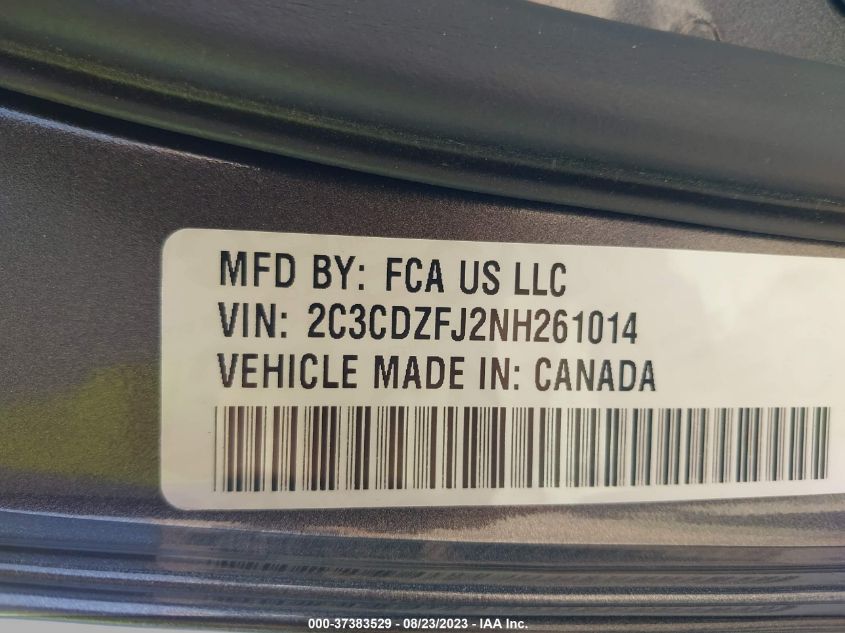 MFD BY: FCA US LLC
VIN: 2C3CDZFJ2NH261014
VEHICLE MADE IN: CANADA
000-37383529 - 08/23/2023 - IAA Inc.